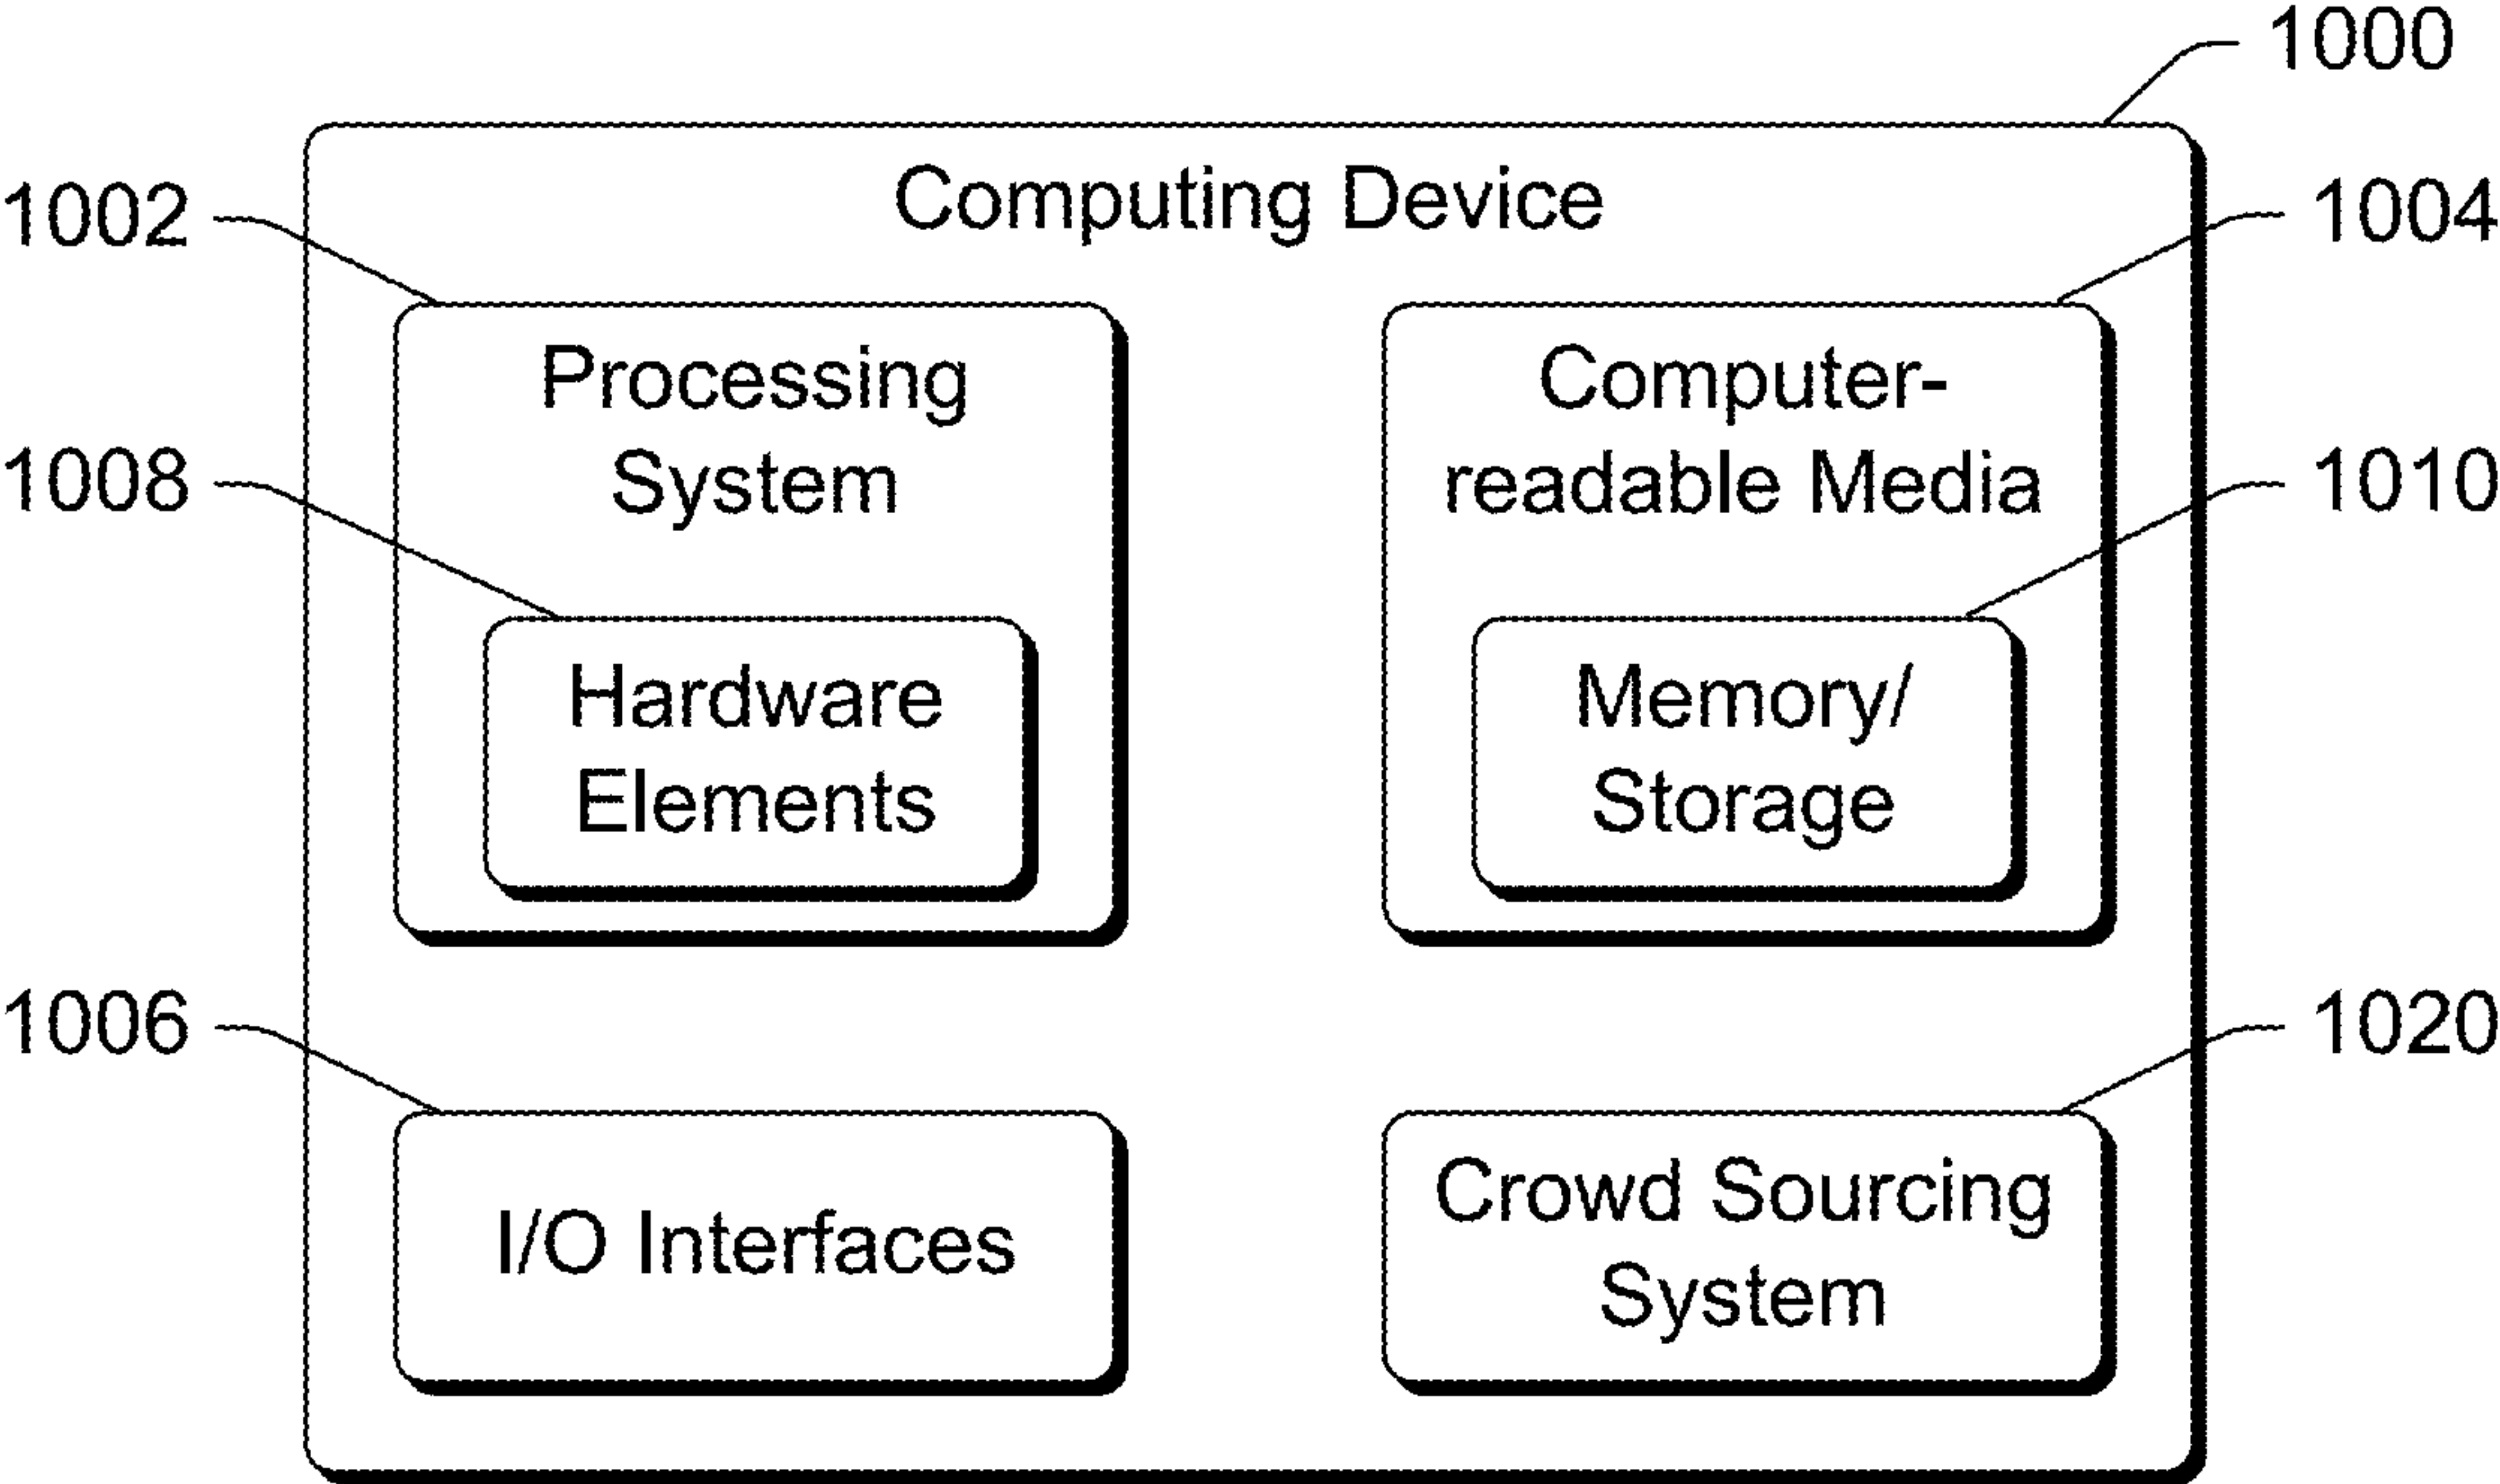 1000
Computing Device
1002
1004
Processing
System
Computer-
readable Media
1008
1010
Hardware
Elements
Memory/
Storage
1006
1020
I/O Interfaces
Crowd Sourcing
System